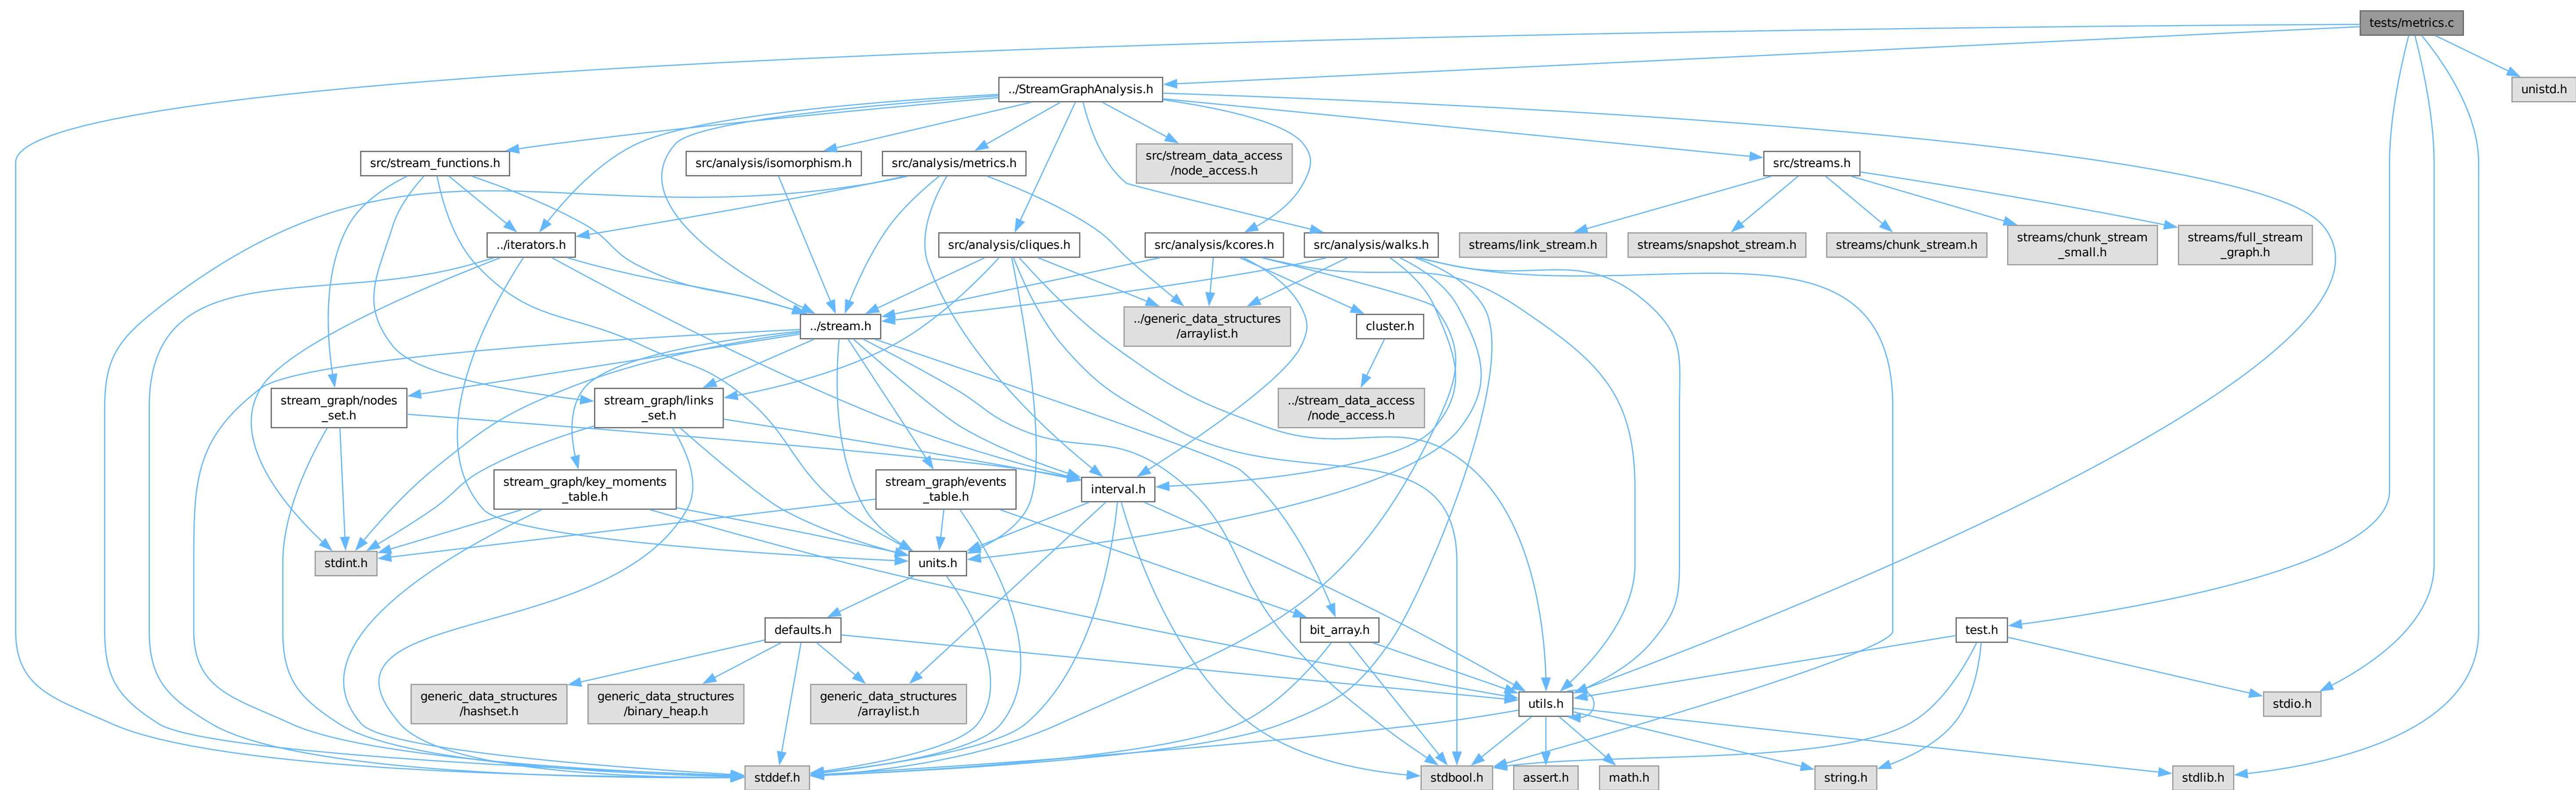 tests/metrics.c
../StreamGraphAnalysis.h
unistd.h
src/stream_functions.h
src/analysis/isomorphism.h
src/analysis/metrics.h
src/stream_data_access
/node_access.h
src/streams.h
../iterators.h
src/analysis/cliques.h
src/analysis/kcores.h
src/analysis/walks.h
streams/link_stream.h
streams/snapshot_stream.h
streams/chunk_stream.h
streams/chunk_stream
_small.h
streams/full_stream
_graph.h
../stream.h
../generic_data_structures
/arraylist.h
cluster.h
stream_graph/nodes
_set.h
stream_graph/links
_set.h
../stream_data_access
/node_access.h
stream_graph/key_moments
_table.h
stream_graph/events
_table.h
interval.h
stdint.h
units.h
defaults.h
bit_array.h
test.h
generic_data_structures
/hashset.h
generic_data_structures
/binary_heap.h
generic_data_structures
/arraylist.h
utils.h
stdio.h
stddef.h
stdbool.h
assert.h
math.h
string.h
stdlib.h